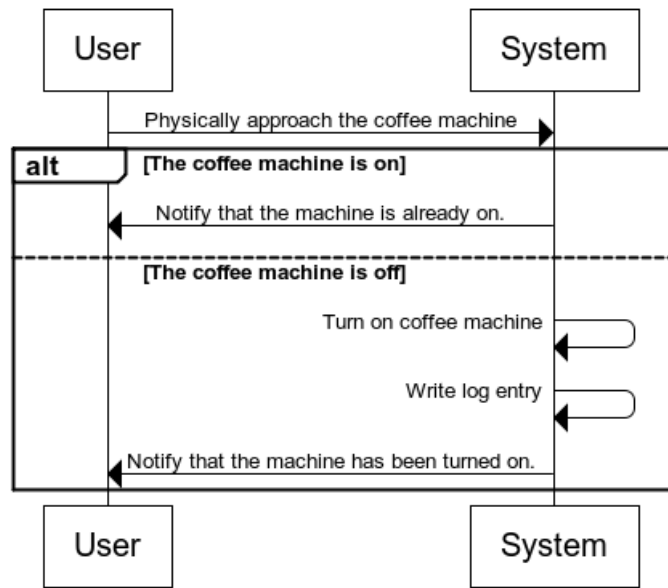 User
System
Physically approach the coffee machine
alt
[The coffee machine is on]
Notify that the machine is already on.
[The coffee machine is off]
Turn on coffee machine
Write log entry
Notify that the machine has been turned on.
User
System